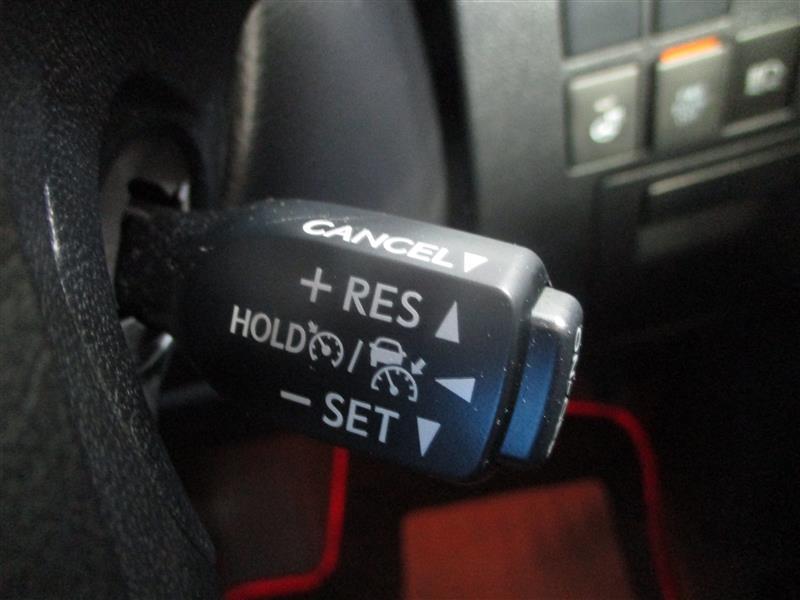 CANCEL▼
+ RES ▲
HOLD / ◀
− SET ▼